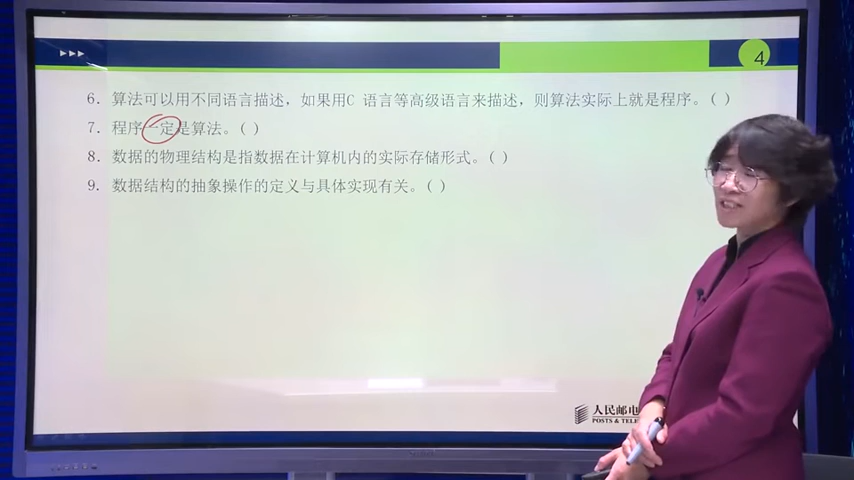 ▸▸▸
4
6. 算法可以用不同语言描述，如果用C 语言等高级语言来描述，则算法实际上就是程序。( )
7. 程序一定是算法。( )
8. 数据的物理结构是指数据在计算机内的实际存储形式。( )
9. 数据结构的抽象操作的定义与具体实现有关。( )
人民邮电
POSTS & TELE